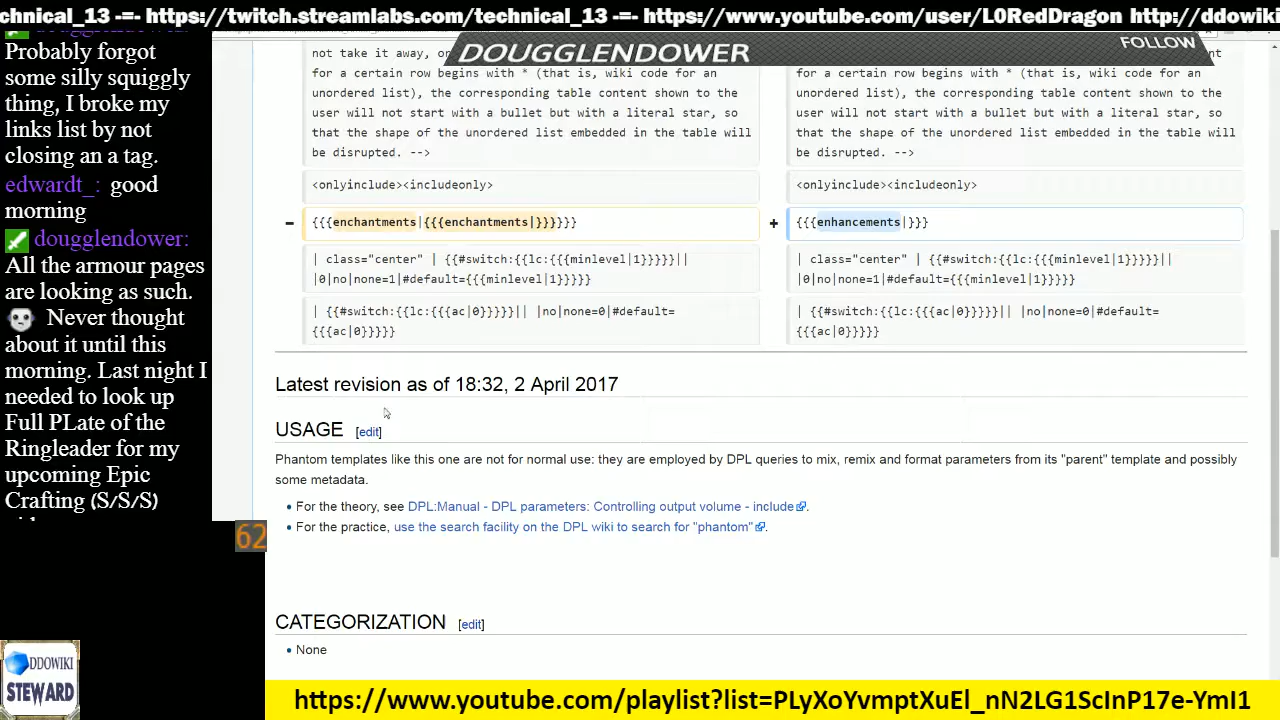 echnical_13 -=- https://twitch.streamlabs.com/technical_13 -=- https://www.youtube.com/user/L0RedDragon http://ddowiki
DOUGGLENDOWER
FOLLOW
dougglendower:
Probably forgot
some silly squiggly
thing, I broke my
links list by not
closing an a tag.
edwardt_: good
morning
dougglendower:
All the armour pages
are looking as such.
Never thought
about it until this
morning. Last night I
needed to look up
Full PLate of the
Ringleader for my
upcoming Epic
Crafting (S/S/S)
62
DDOWIKI
STEWARD
not take it away, or
for a certain row begins with * (that is, wiki code for an
unordered list), the corresponding table content shown to the
user will not start with a bullet but with a literal star, so
that the shape of the unordered list embedded in the table will
be disrupted. -->
<onlyinclude><includeonly>
− {{{enchantments|{{{enchantments|}}}}}}
| class="center" | {{#switch:{{lc:{{{minlevel|1}}}}}||
|0|no|none=1|#default={{{minlevel|1}}}}}
| {{#switch:{{lc:{{{ac|0}}}}}|| |no|none=0|#default=
{{{ac|0}}}}}
not take it away, or
for a certain row begins with * (that is, wiki code for an
unordered list), the corresponding table content shown to the
user will not start with a bullet but with a literal star, so
that the shape of the unordered list embedded in the table will
be disrupted. -->
<onlyinclude><includeonly>
+ {{{enhancements|}}}
| class="center" | {{#switch:{{lc:{{{minlevel|1}}}}}||
|0|no|none=1|#default={{{minlevel|1}}}}}
| {{#switch:{{lc:{{{ac|0}}}}}|| |no|none=0|#default=
{{{ac|0}}}}}
Latest revision as of 18:32, 2 April 2017
USAGE [edit]
Phantom templates like this one are not for normal use: they are employed by DPL queries to mix, remix and format parameters from its "parent" template and possibly
some metadata.
• For the theory, see DPL:Manual - DPL parameters: Controlling output volume - include.
• For the practice, use the search facility on the DPL wiki to search for "phantom".
CATEGORIZATION [edit]
• None
https://www.youtube.com/playlist?list=PLyXoYvmptXuEl_nN2LG1ScInP17e-YmI1